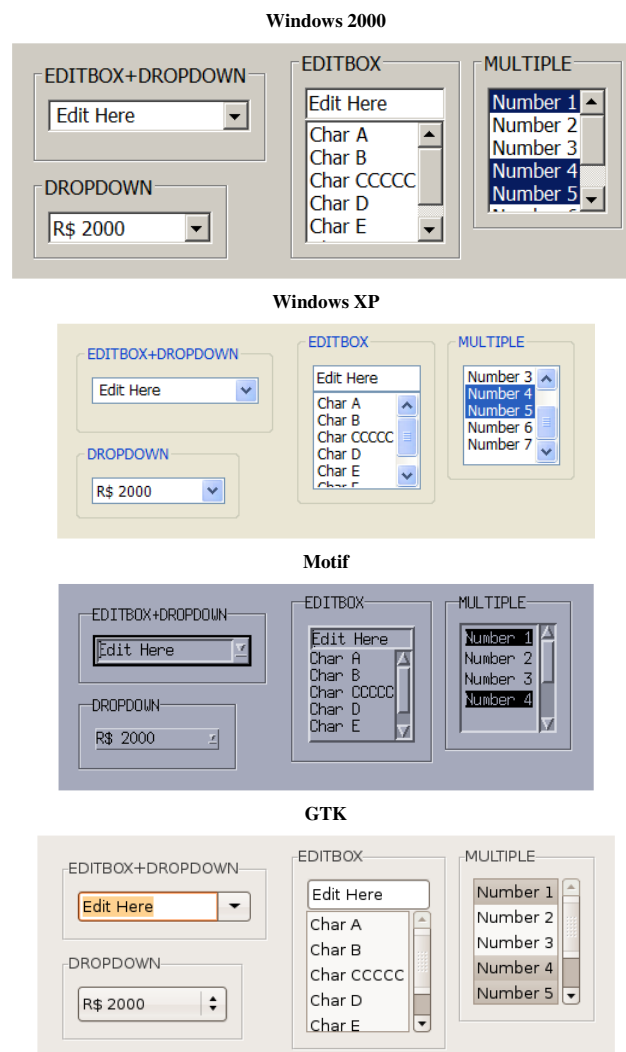 Windows 2000
EDITBOX+DROPDOWN
Edit Here
DROPDOWN
R$ 2000
EDITBOX
Edit Here
Char A
Char B
Char CCCCC
Char D
Char E
MULTIPLE
Number 1
Number 2
Number 3
Number 4
Number 5
Windows XP
EDITBOX+DROPDOWN
Edit Here
DROPDOWN
R$ 2000
EDITBOX
Edit Here
Char A
Char B
Char CCCCC
Char D
Char E
Char F
MULTIPLE
Number 3
Number 4
Number 5
Number 6
Number 7
Motif
EDITBOX+DROPDOWN
Edit Here
DROPDOWN
R$ 2000
EDITBOX
Edit Here
Char A
Char B
Char CCCCC
Char D
Char E
MULTIPLE
Number 1
Number 2
Number 3
Number 4
GTK
EDITBOX+DROPDOWN
Edit Here
DROPDOWN
R$ 2000
EDITBOX
Edit Here
Char A
Char B
Char CCCCC
Char D
Char E
MULTIPLE
Number 1
Number 2
Number 3
Number 4
Number 5